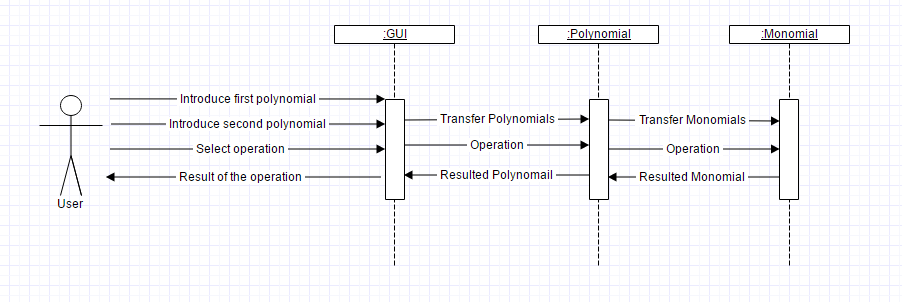 :GUI
:Polynomial
:Monomial
Introduce first polynomial
Introduce second polynomial
Transfer Polynomials
Transfer Monomials
Select operation
Operation
Operation
Result of the operation
Resulted Polynomail
Resulted Monomial
User